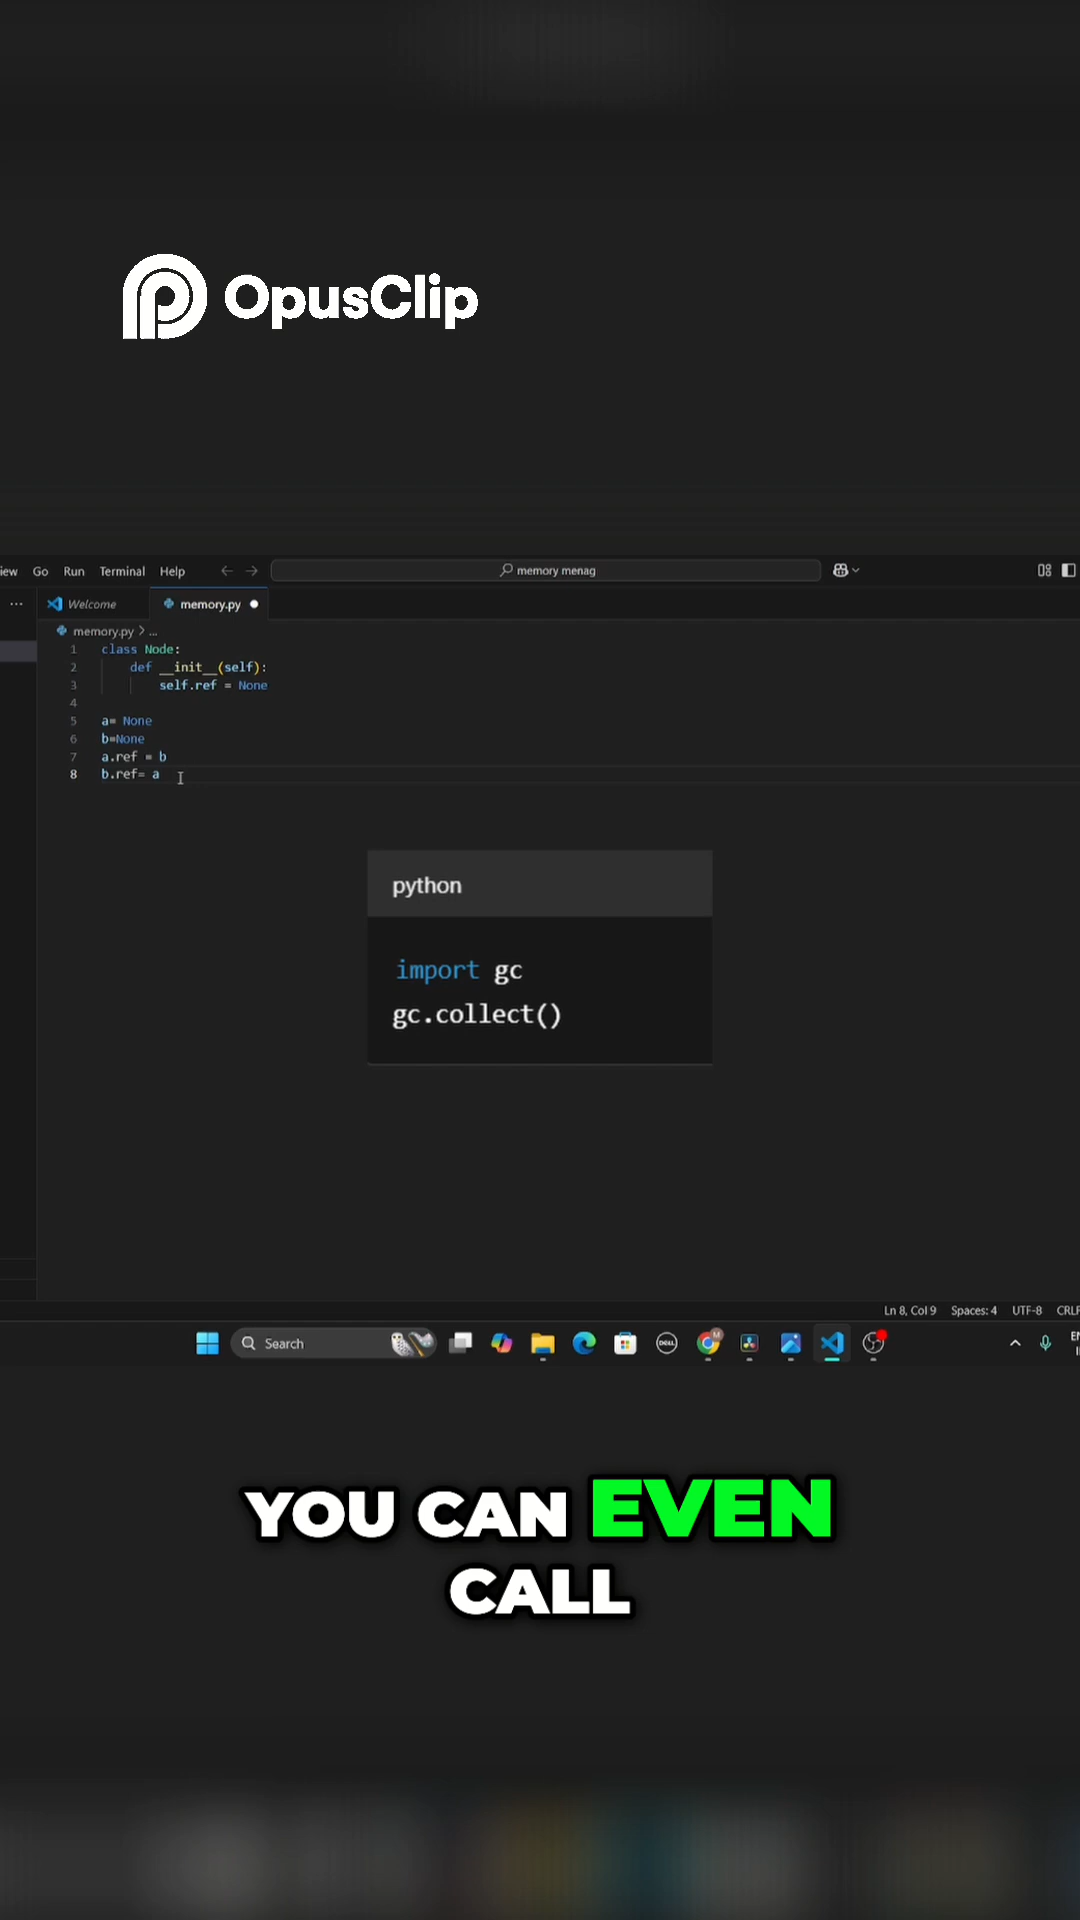 OpusClip
Go Run Terminal Help
memory menag
Welcome
memory.py
memory.py > ...
1 class Node:
2 def __init__(self):
3 self.ref = None
4
5 a= None
6 b=None
7 a.ref = b
8 b.ref= a
python
import gc
gc.collect()
Ln 8, Col 9 Spaces: 4 UTF-8
Search
DELL
YOU CAN EVEN
CALL